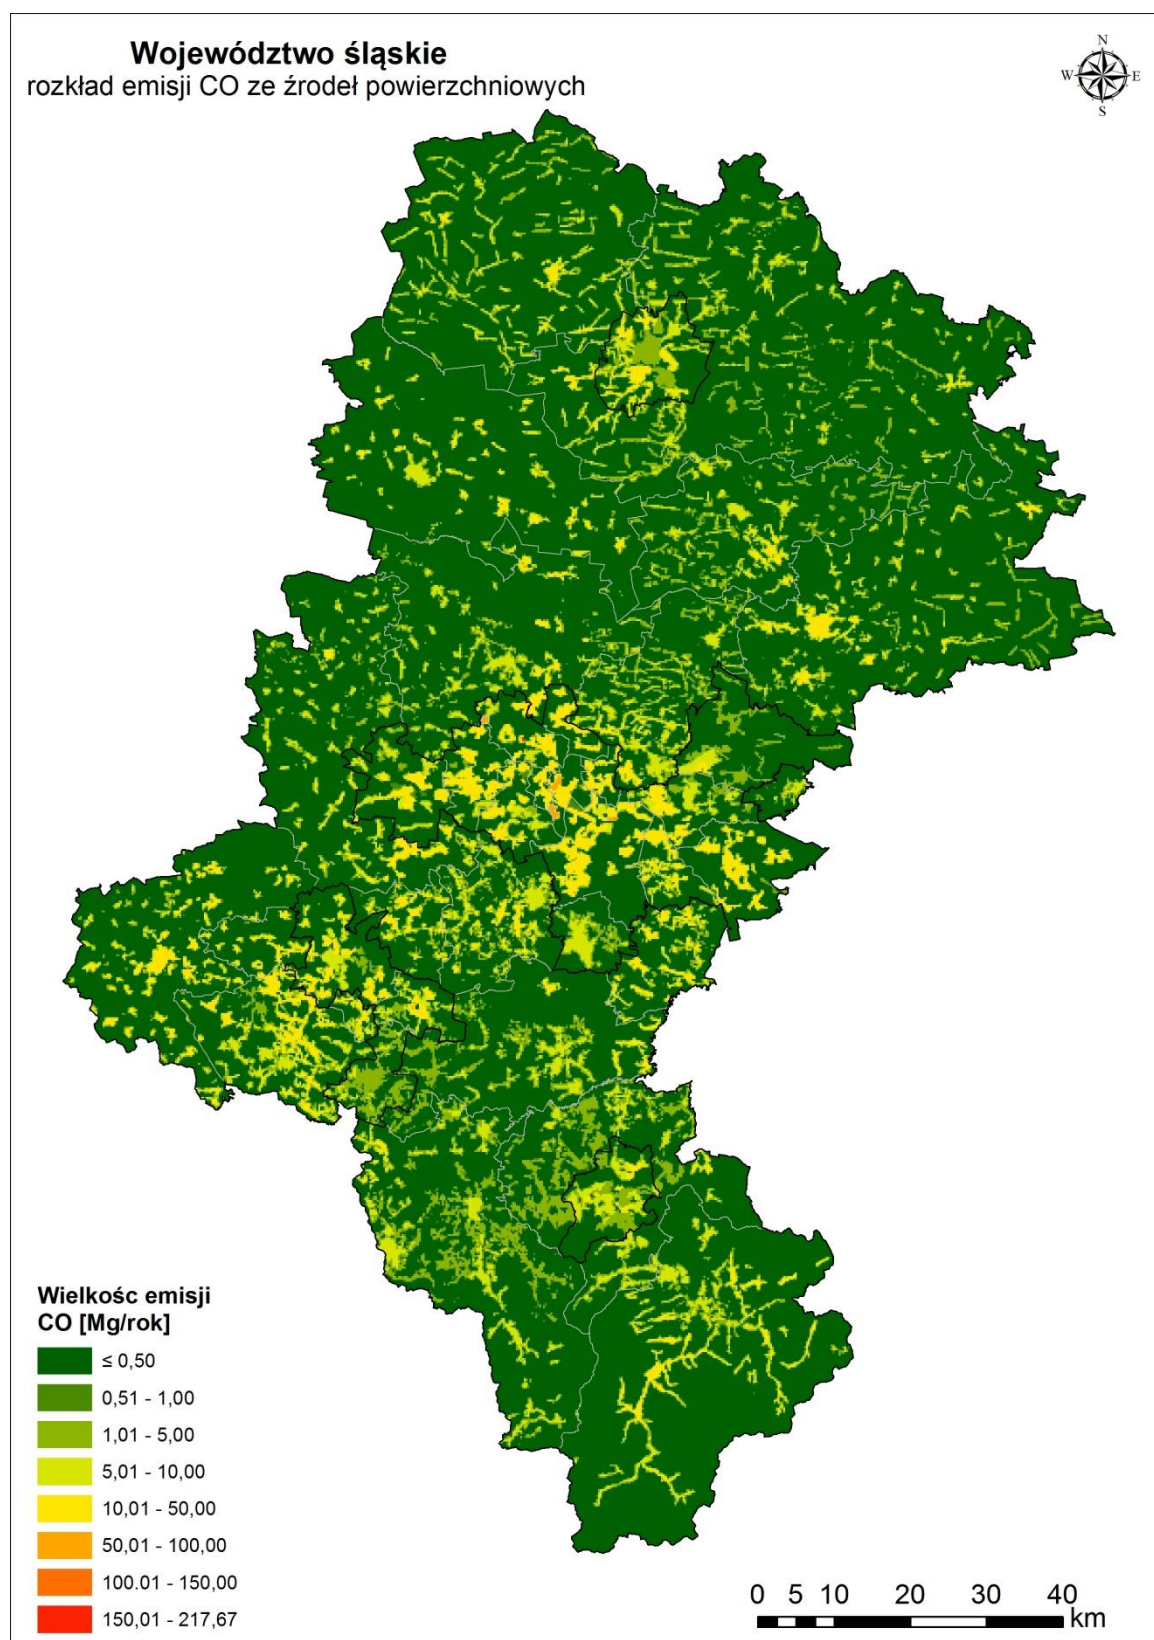 Województwo śląskie
rozkład emisji CO ze źrodeł powierzchniowych
N
W E
S
Wielkośc emisji
CO [Mg/rok]
≤ 0,50
0,51 - 1,00
1,01 - 5,00
5,01 - 10,00
10,01 - 50,00
50,01 - 100,00
100.01 - 150,00
150,01 - 217,67
0 5 10 20 30 40
km